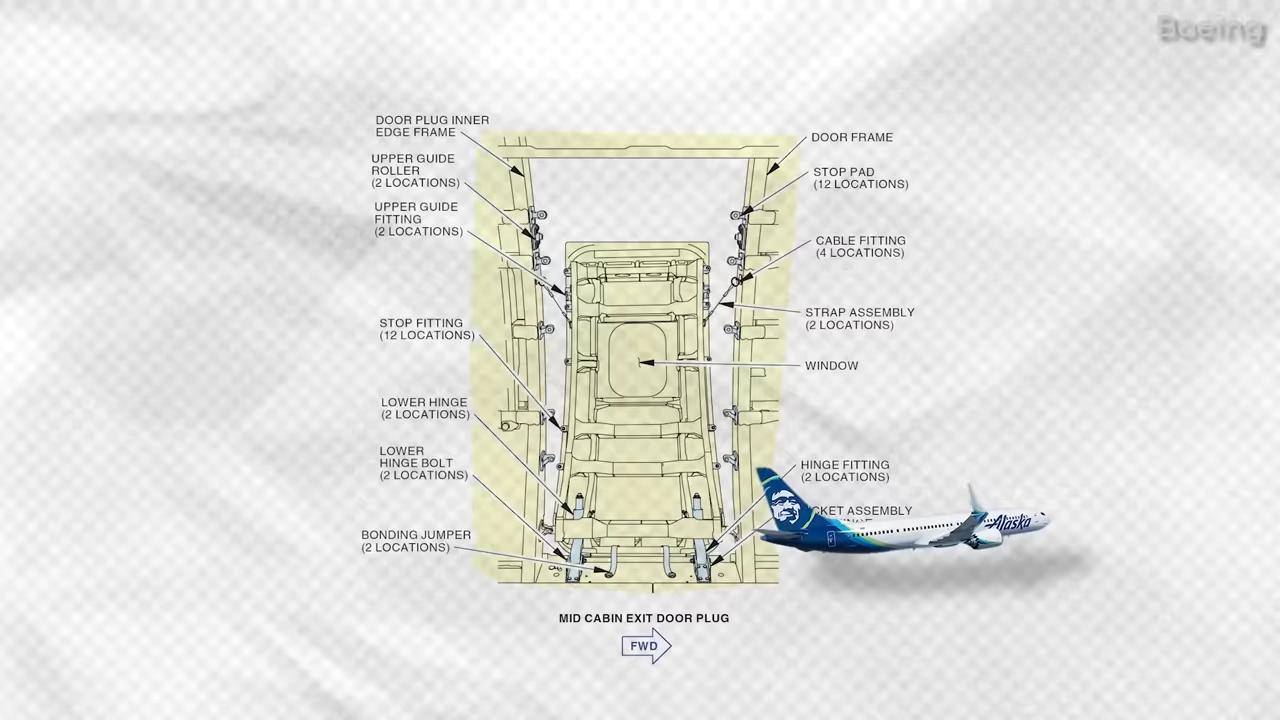 Boeing
DOOR PLUG INNER
EDGE FRAME
UPPER GUIDE
ROLLER
(2 LOCATIONS)
UPPER GUIDE
FITTING
(2 LOCATIONS)
STOP FITTING
(12 LOCATIONS)
LOWER HINGE
(2 LOCATIONS)
LOWER
HINGE BOLT
(2 LOCATIONS)
BONDING JUMPER
(2 LOCATIONS)
DOOR FRAME
STOP PAD
(12 LOCATIONS)
CABLE FITTING
(4 LOCATIONS)
STRAP ASSEMBLY
(2 LOCATIONS)
WINDOW
HINGE FITTING
(2 LOCATIONS)
ASSEMBLY
Alaska
MID CABIN EXIT DOOR PLUG
FWD